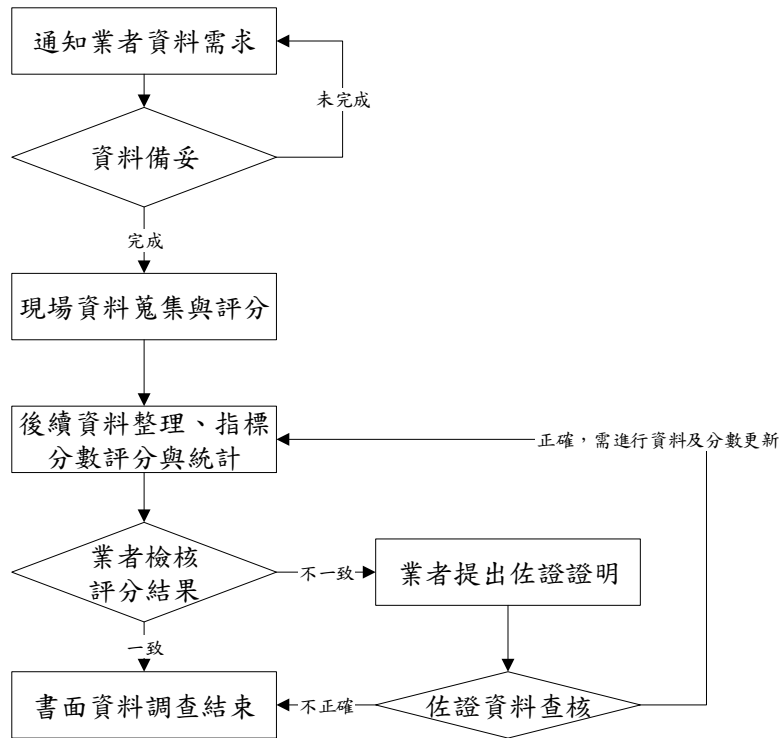 通知業者資料需求
未完成
資料備妥
完成
現場資料蒐集與評分
後續資料整理、指標
分數評分與統計
正確，需進行資料及分數更新
業者檢核
評分結果
不一致
業者提出佐證證明
一致
書面資料調查結束
不正確
佐證資料查核